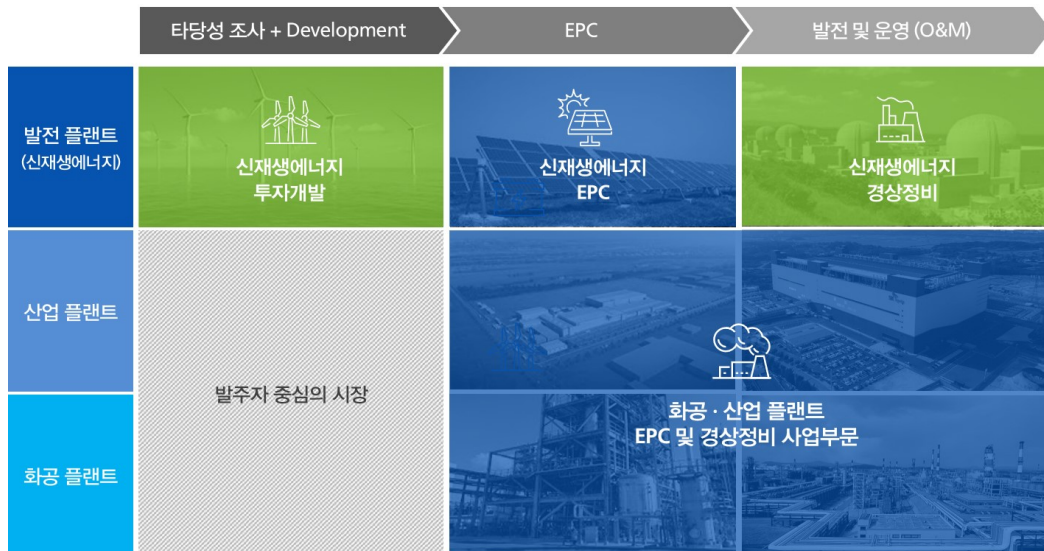 타당성 조사 + Development
EPC
발전 및 운영 (O&M)
발전 플랜트
(신재생에너지)
신재생에너지
투자개발
신재생에너지
EPC
신재생에너지
경상정비
산업 플랜트
발주자 중심의 시장
화공 · 산업 플랜트
EPC 및 경상정비 사업부문
화공 플랜트